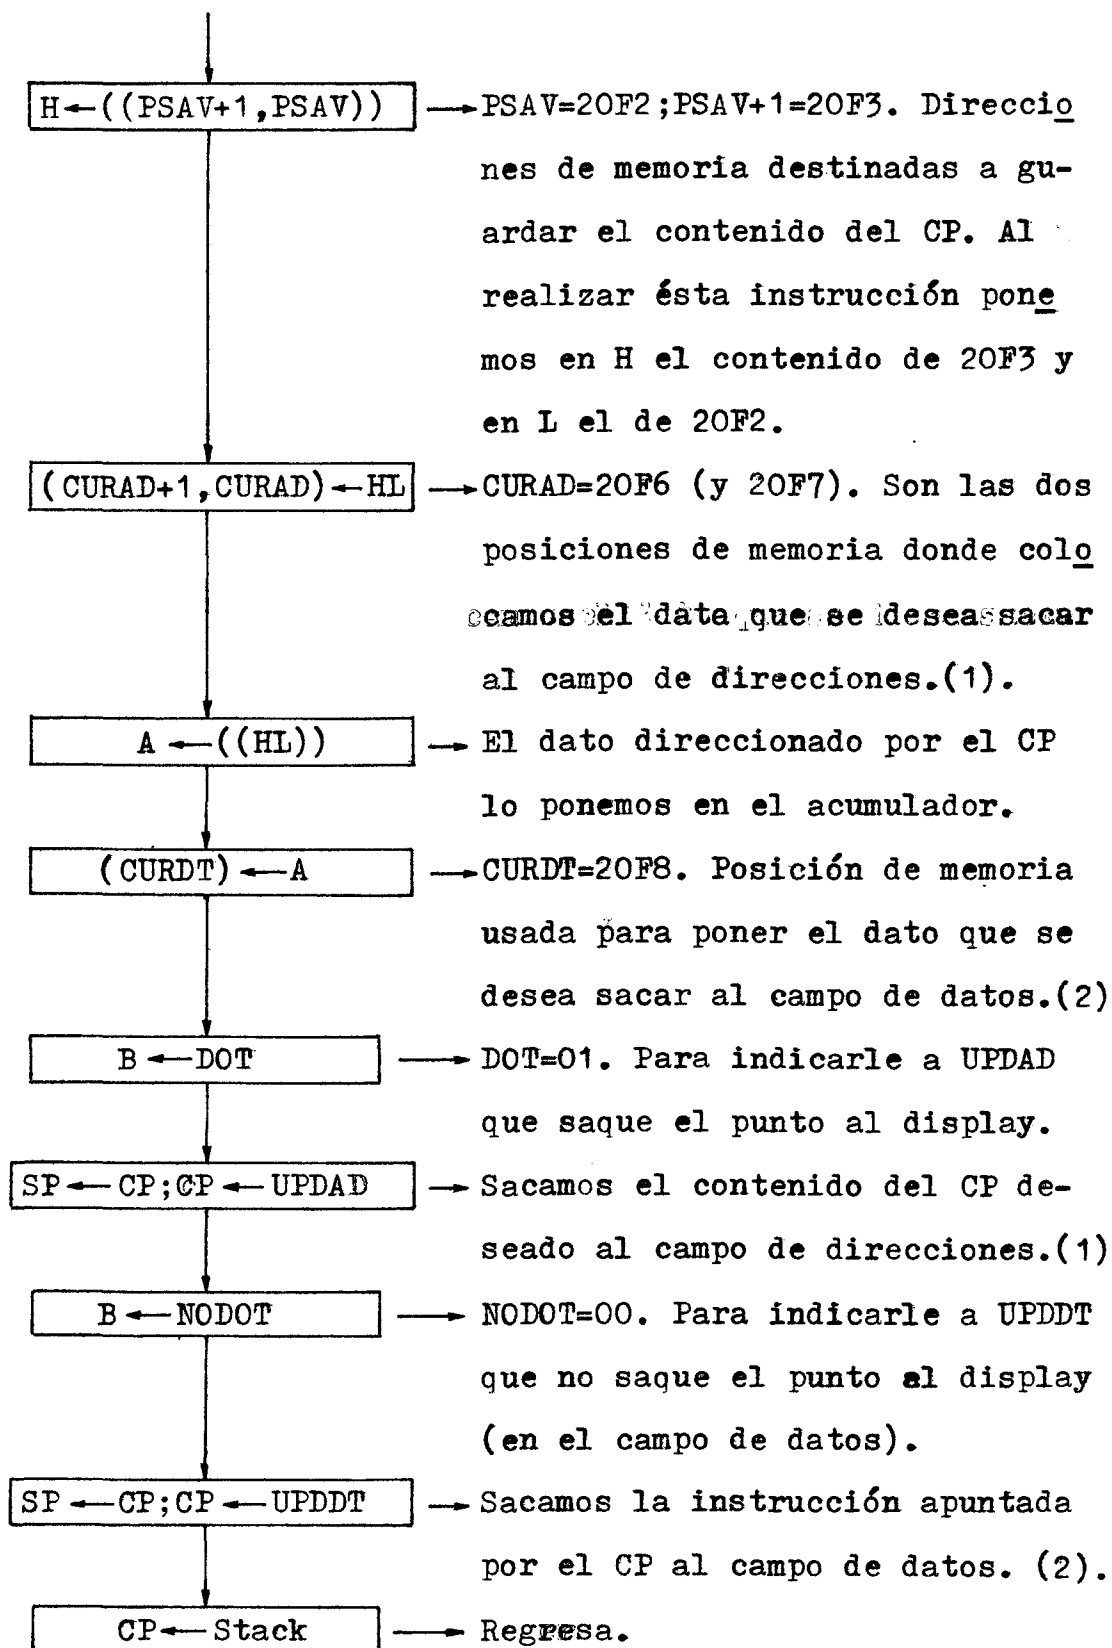 H←((PSAV+1,PSAV)) → PSAV=20F2;PSAV+1=20F3. Direccio
nes de memoria destinadas a gu-
ardar el contenido del CP. Al
realizar ésta instrucción pone
mos en H el contenido de 20F3 y
en L el de 20F2.
(CURAD+1,CURAD)←HL → CURAD=20F6 (y 20F7). Son las dos
posiciones de memoria donde colo
camos el dato que se desea sacar
al campo de direcciones.(1).
A ←((HL)) → El dato direccionado por el CP
lo ponemos en el acumulador.
(CURDT)←A → CURDT=20F8. Posición de memoria
usada para poner el dato que se
desea sacar al campo de datos.(2)
B ←DOT → DOT=01. Para indicarle a UPDAD
que saque el punto al display.
SP ← CP;CP ← UPDAD → Sacamos el contenido del CP de-
seado al campo de direcciones.(1)
B ←NODOT → NODOT=00. Para indicarle a UPDDT
que no saque el punto al display
(en el campo de datos).
SP ←CP;CP ←UPDDT → Sacamos la instrucción apuntada
por el CP al campo de datos. (2).
CP← Stack → Regresa.